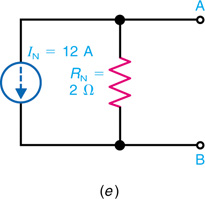 A
I_N = 12 A
R_N =
2 Ω
B
(e)